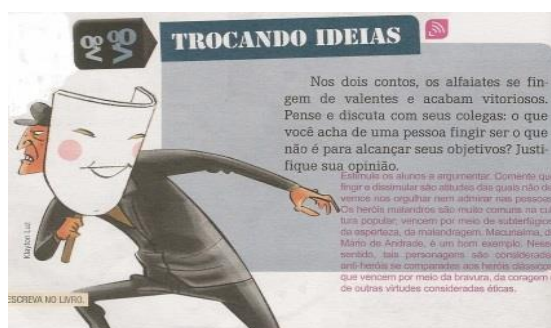 TROCANDO IDEIAS
Nos dois contos, os alfaiates se fin-
gem de valentes e acabam vitoriosos.
Pense e discuta com seus colegas: o que
você acha de uma pessoa fingir ser o que
não é para alcançar seus objetivos? Justi-
fique sua opinião.
Estimule os alunos a argumentar. Comente que
fingir e dissimular são atitudes das quais não de
vemos nos orgulhar nem admirar nas pessoas
Os heróis malandros são muito comuns na cu
tura popular; vencem por meio de subterfúgio
da esperteza, da malandragem. Macunaíma, d
Mário de Andrade, é um bom exemplo. Nesse
sentido, tais personagens são considerada
anti-heróis se comparados aos heróis clássico
que vencem por meio da bravura, da coragem
de outras virtudes consideradas éticas.
Klayton Luz
ESCREVA NO LIVRO.